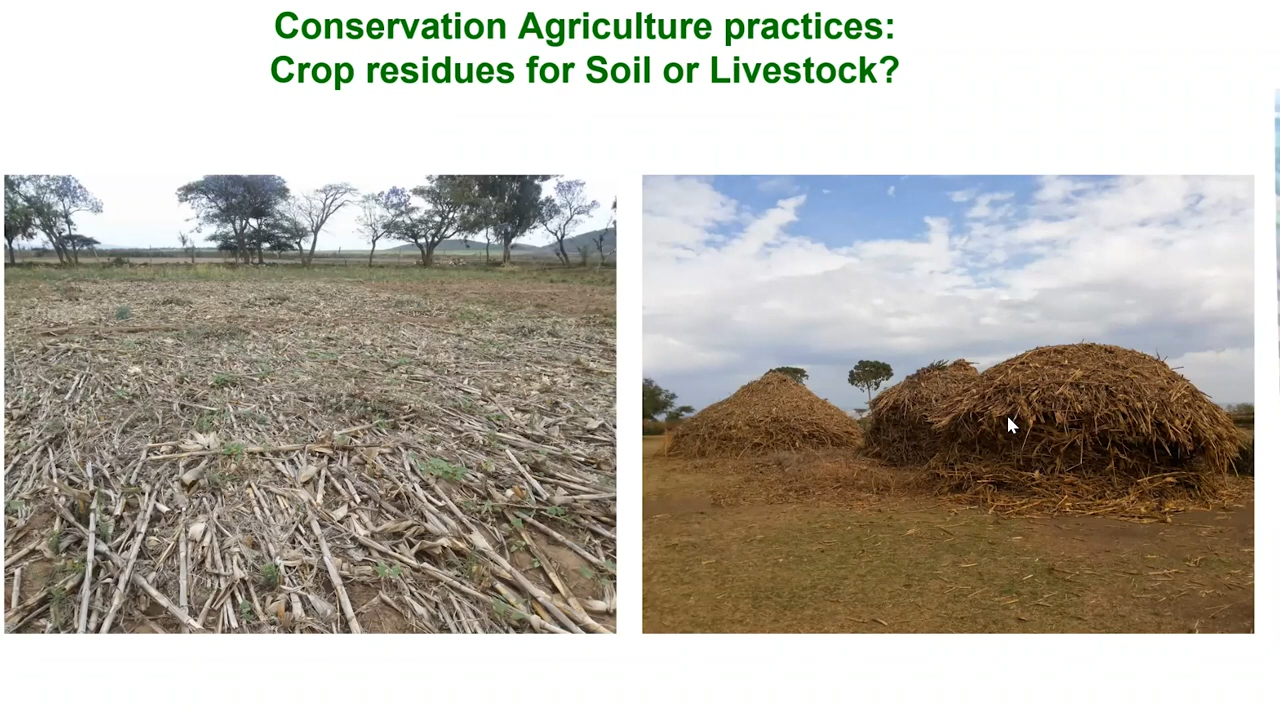 Conservation Agriculture practices:
Crop residues for Soil or Livestock?